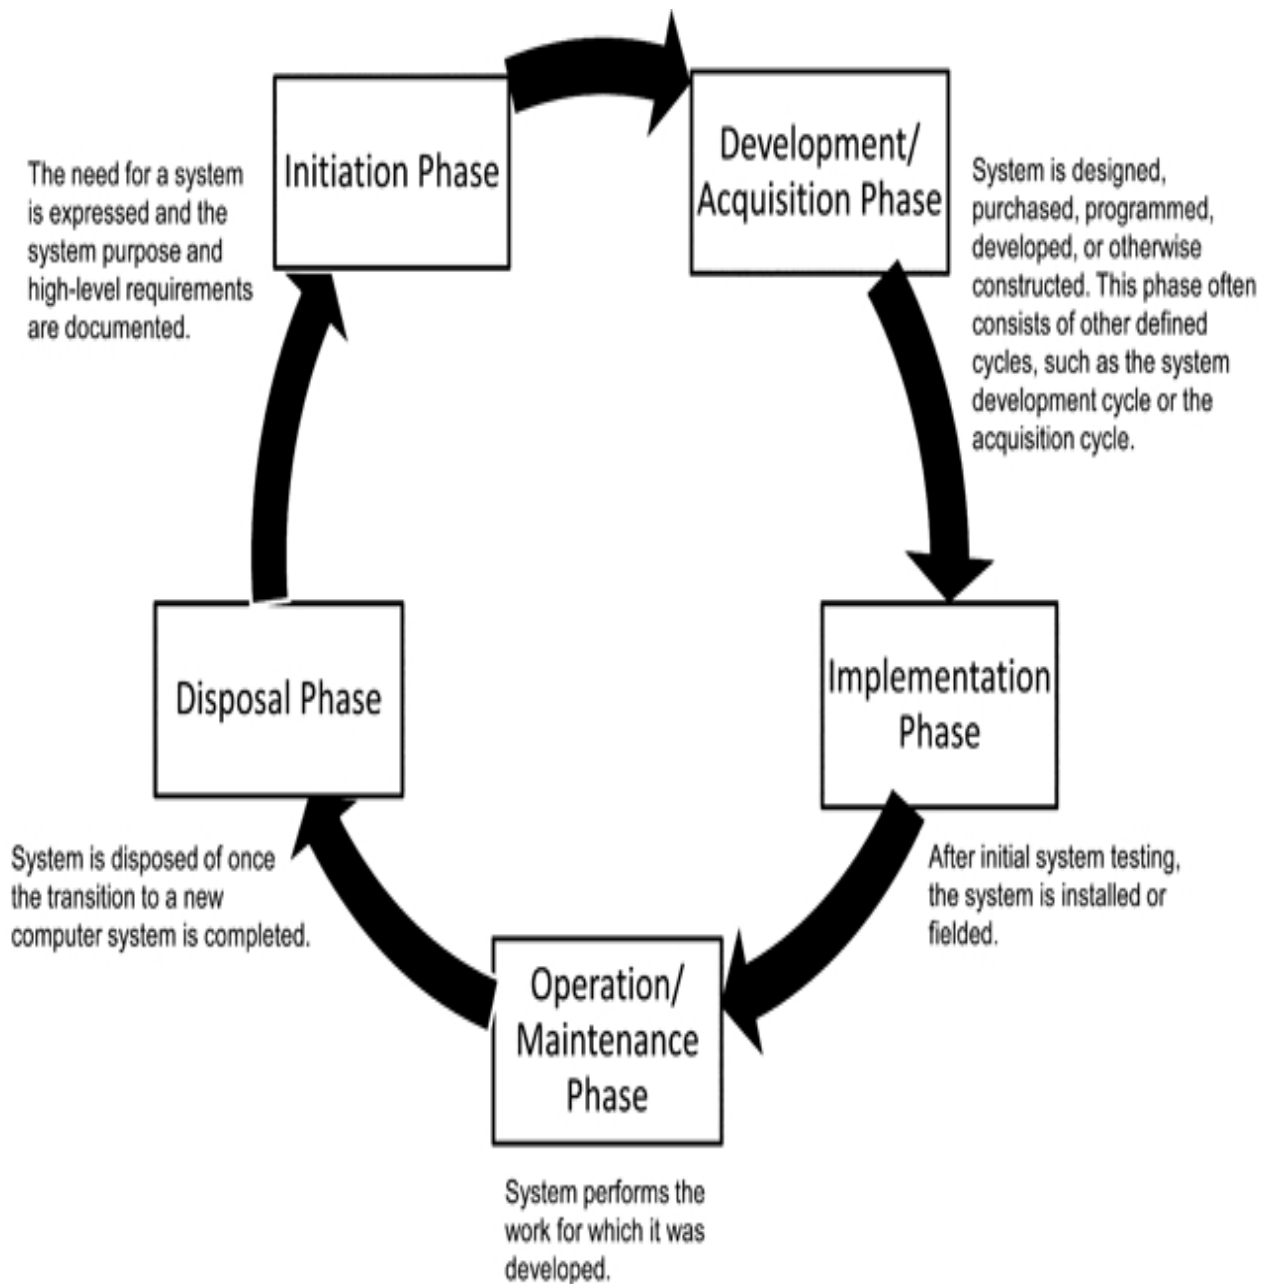 Initiation Phase
The need for a system
is expressed and the
system purpose and
high-level requirements
are documented.
Development/
Acquisition Phase
System is designed,
purchased, programmed,
developed, or otherwise
constructed. This phase often
consists of other defined
cycles, such as the system
development cycle or the
acquisition cycle.
Implementation
Phase
After initial system testing,
the system is installed or
fielded.
Operation/
Maintenance
Phase
System performs the
work for which it was
developed.
Disposal Phase
System is disposed of once
the transition to a new
computer system is completed.